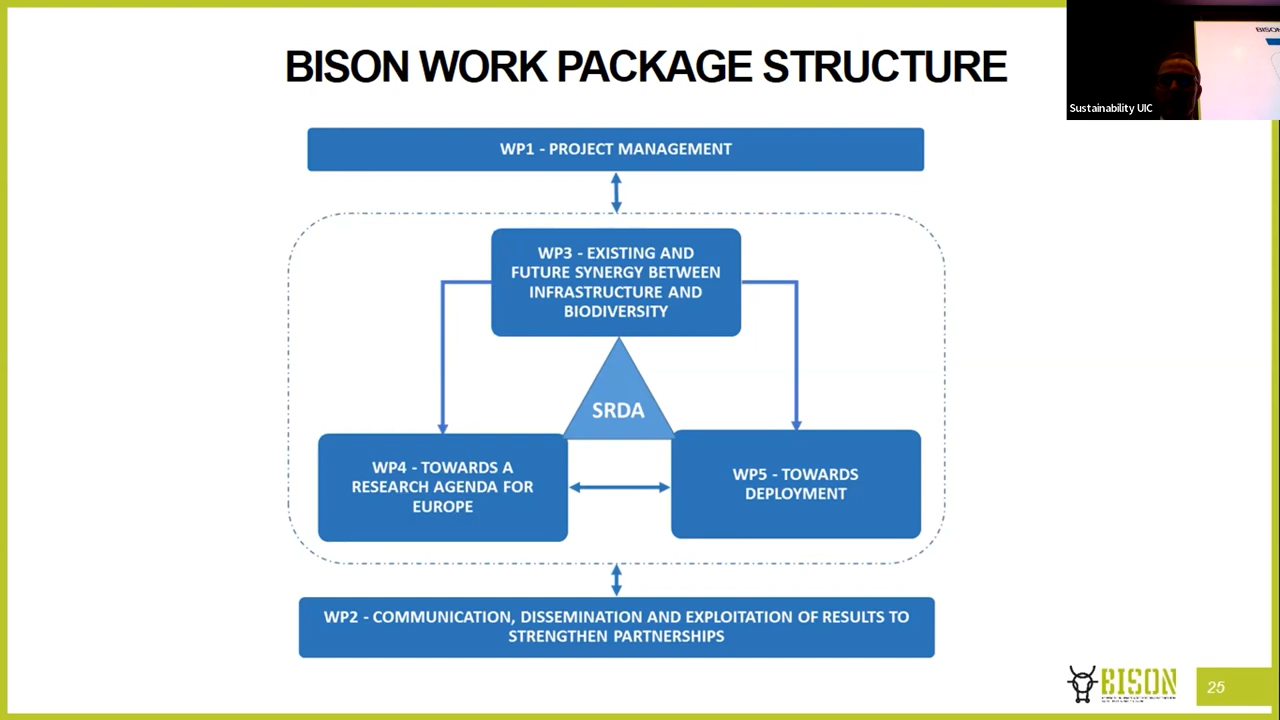 BISON WORK PACKAGE STRUCTURE
BISON
Sustainability UIC
WP1 - PROJECT MANAGEMENT
WP3 - EXISTING AND
FUTURE SYNERGY BETWEEN
INFRASTRUCTURE AND
BIODIVERSITY
SRDA
WP4 - TOWARDS A
RESEARCH AGENDA FOR
EUROPE
WP5 - TOWARDS
DEPLOYMENT
WP2 - COMMUNICATION, DISSEMINATION AND EXPLOITATION OF RESULTS TO
STRENGTHEN PARTNERSHIPS
BISON
25